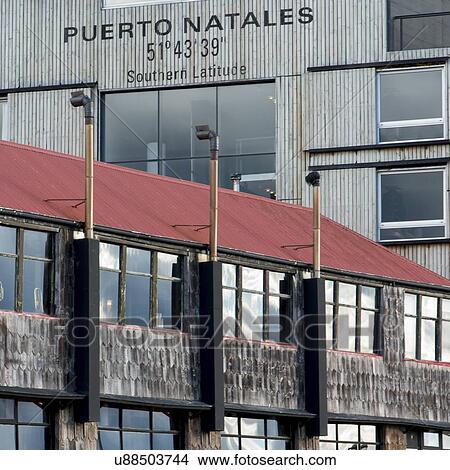 PUERTO NATALES
51°43'39"
Southern Latitude
fotosearch®
u88503744 www.fotosearch.com